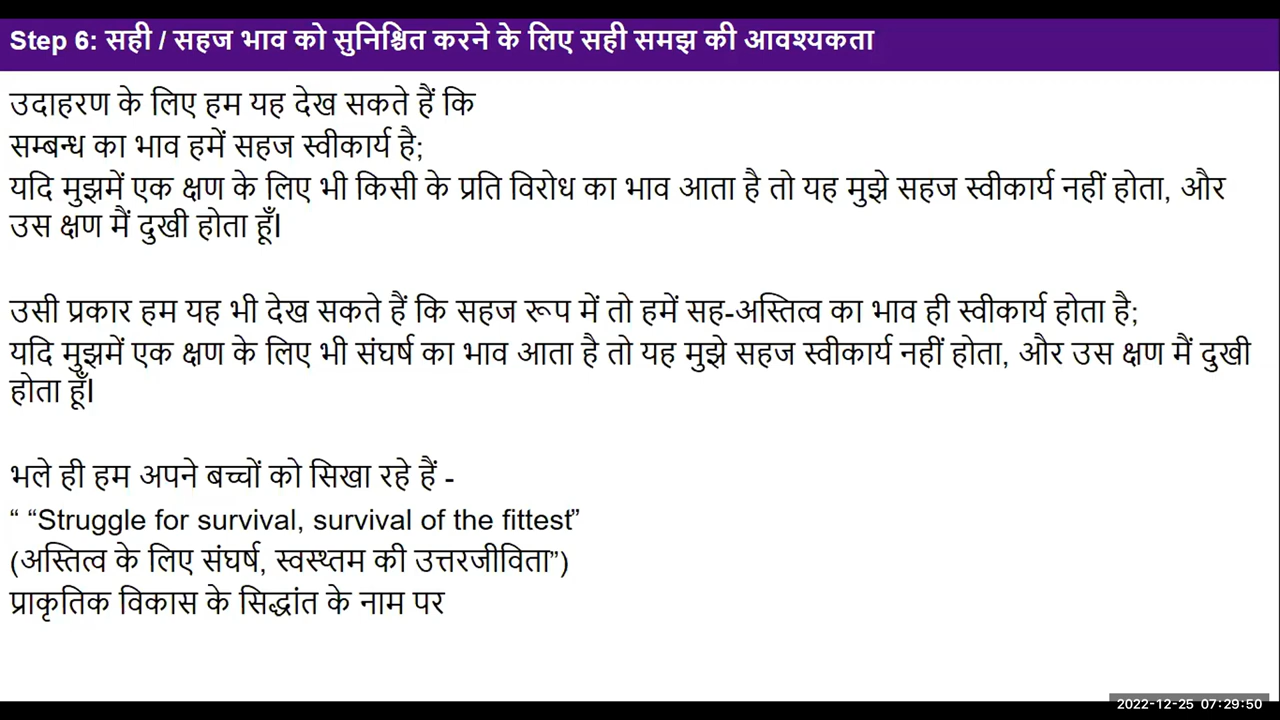 Step 6: सही / सहज भाव को सुनिश्चित करने के लिए सही समझ की आवश्यकता
उदाहरण के लिए हम यह देख सकते हैं कि
सम्बन्ध का भाव हमें सहज स्वीकार्य है;
यदि मुझमें एक क्षण के लिए भी किसी के प्रति विरोध का भाव आता है तो यह मुझे सहज स्वीकार्य नहीं होता, और
उस क्षण मैं दुखी होता हूँ।
उसी प्रकार हम यह भी देख सकते हैं कि सहज रूप में तो हमें सह-अस्तित्व का भाव ही स्वीकार्य होता है;
यदि मुझमें एक क्षण के लिए भी संघर्ष का भाव आता है तो यह मुझे सहज स्वीकार्य नहीं होता, और उस क्षण मैं दुखी
होता हूँ।
भले ही हम अपने बच्चों को सिखा रहे हैं -
“ “Struggle for survival, survival of the fittest”
(अस्तित्व के लिए संघर्ष, स्वस्थ्तम की उत्तरजीविता”)
प्राकृतिक विकास के सिद्धांत के नाम पर
2022-12-25 07:29:50